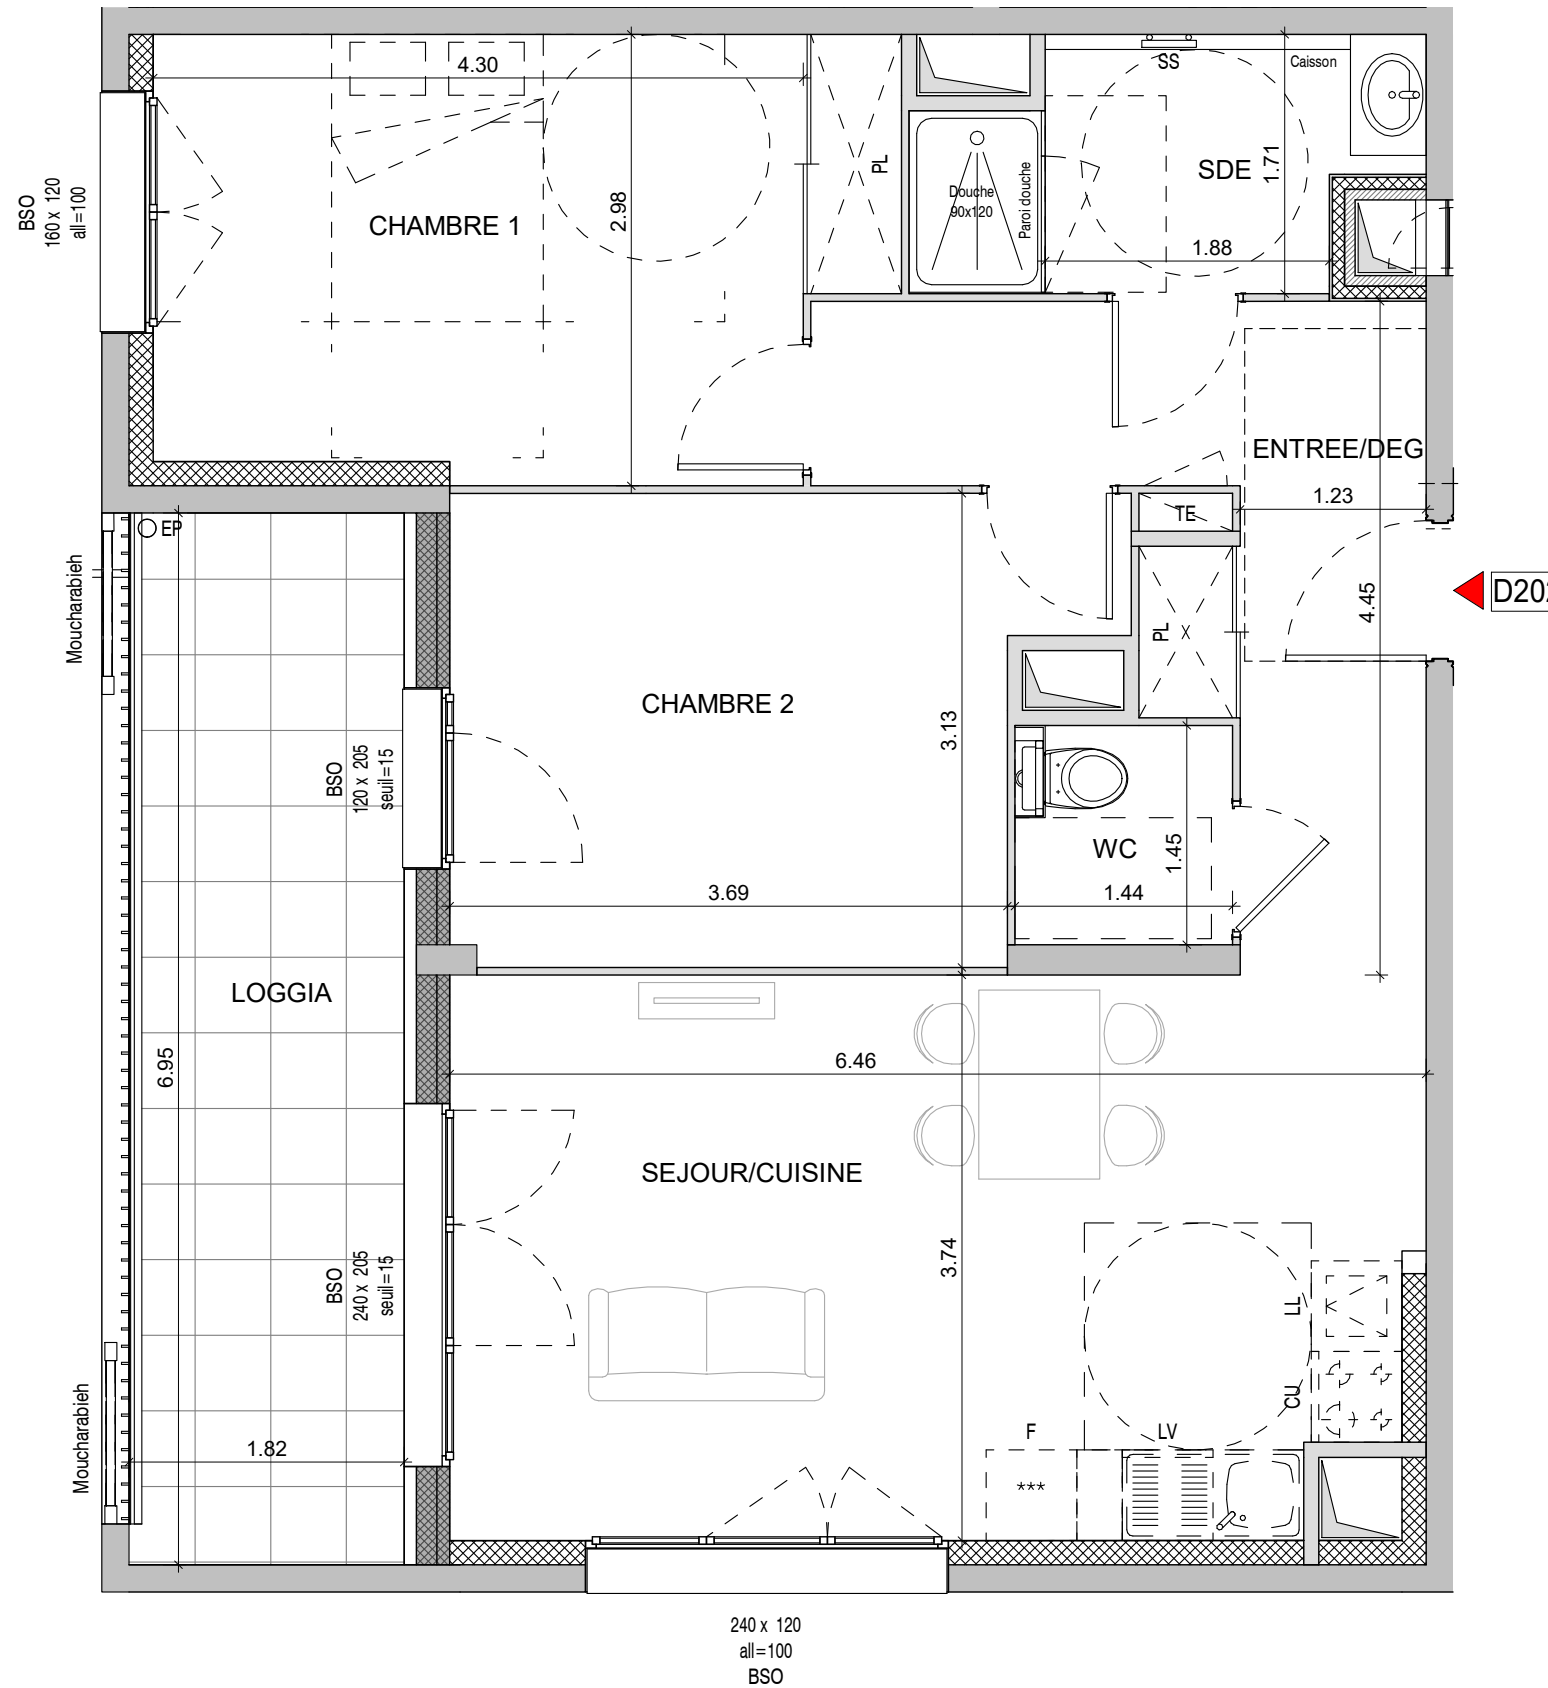 4.30
SS
Caisson
BSO
160 x 120
all=100
CHAMBRE 1
2.98
PL
Douche
90x120
Paroi douche
SDE
1.71
1.88
ENTREE/DEG
1.23
TE
EP
Moucharabieh
4.45
PL
CHAMBRE 2
3.13
BSO
120 x 205
seuil=15
WC
1.45
3.69
1.44
LOGGIA
6.95
6.46
SEJOUR/CUISINE
3.74
BSO
240 x 205
seuil=15
LL
CU
Moucharabieh
1.82
F
LV
***
240 x 120
all=100
BSO